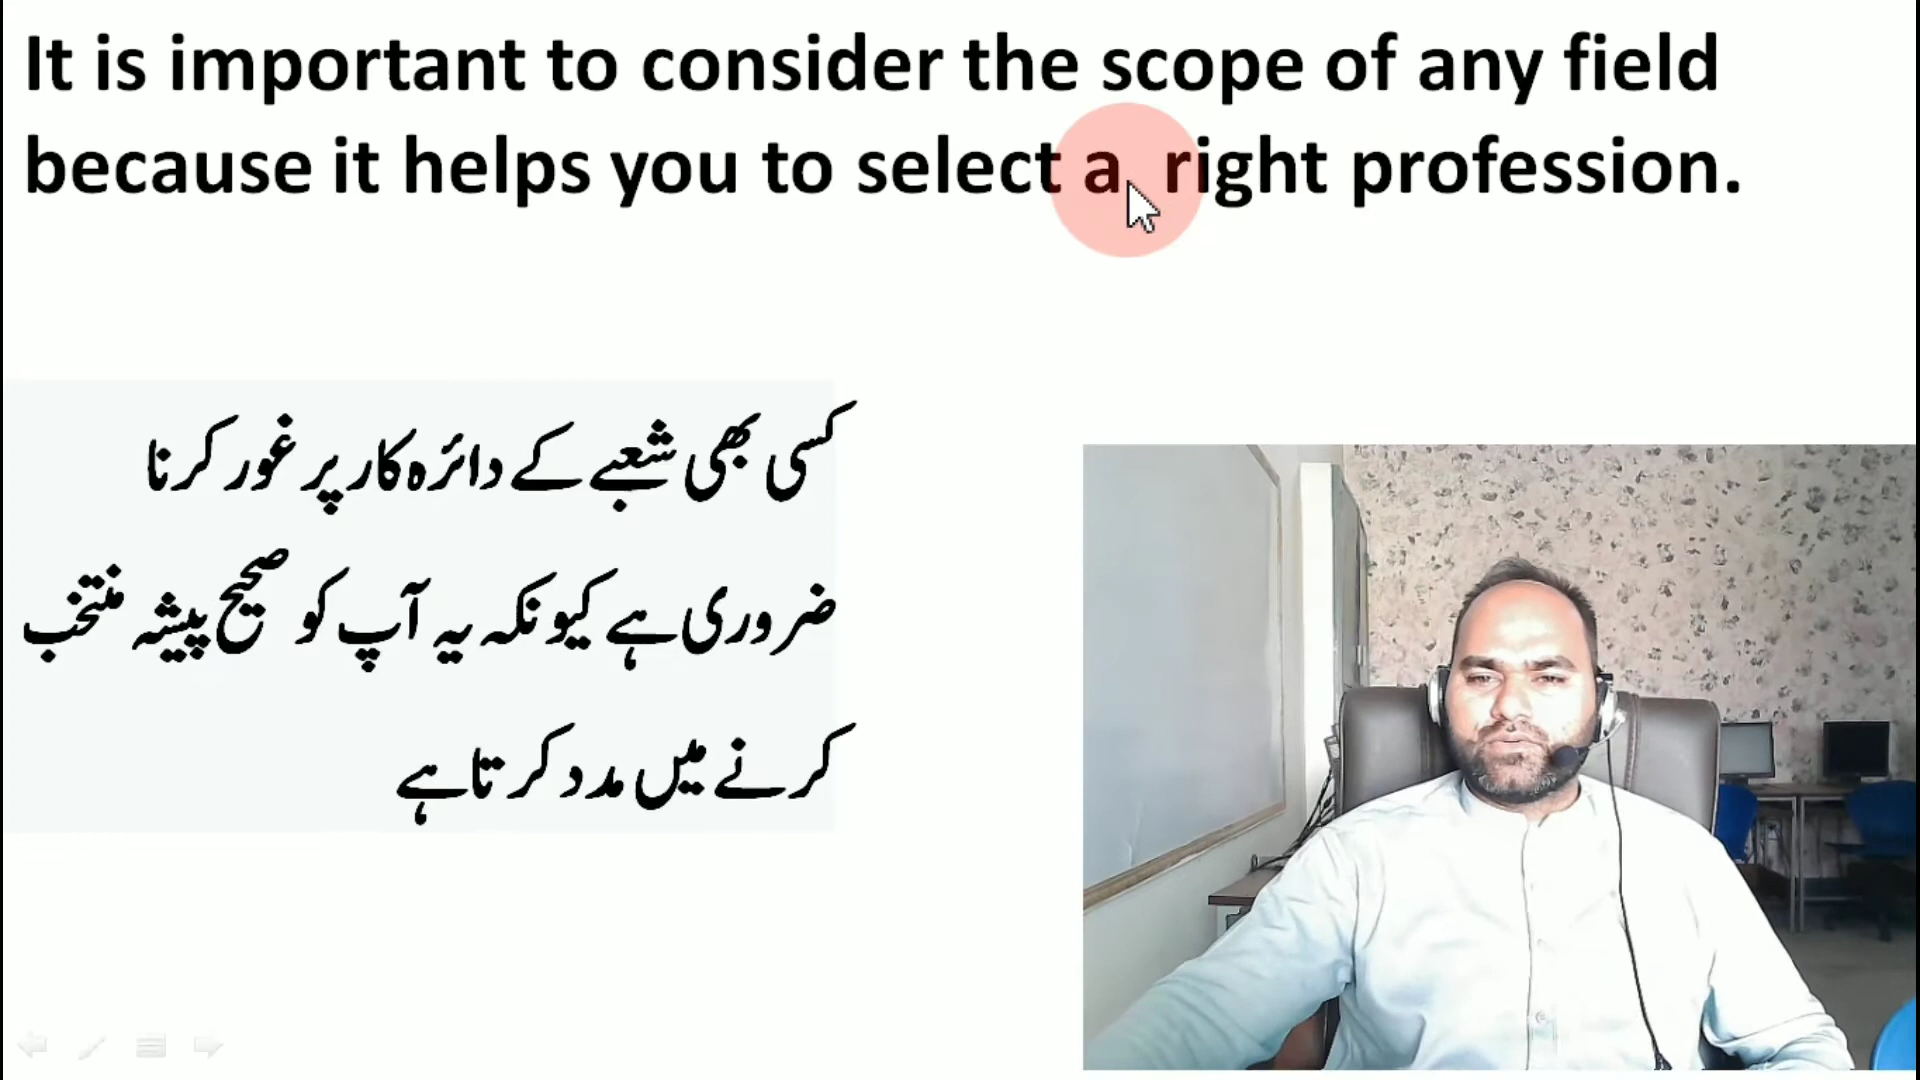 It is important to consider the scope of any field
because it helps you to select a right profession.
کسی بھی شعبے کے دائرہ کار پر غور کرنا
ضروری ہے کیونکہ یہ آپ کو صحیح پیشہ منتخب
کرنے میں مدد کرتا ہے